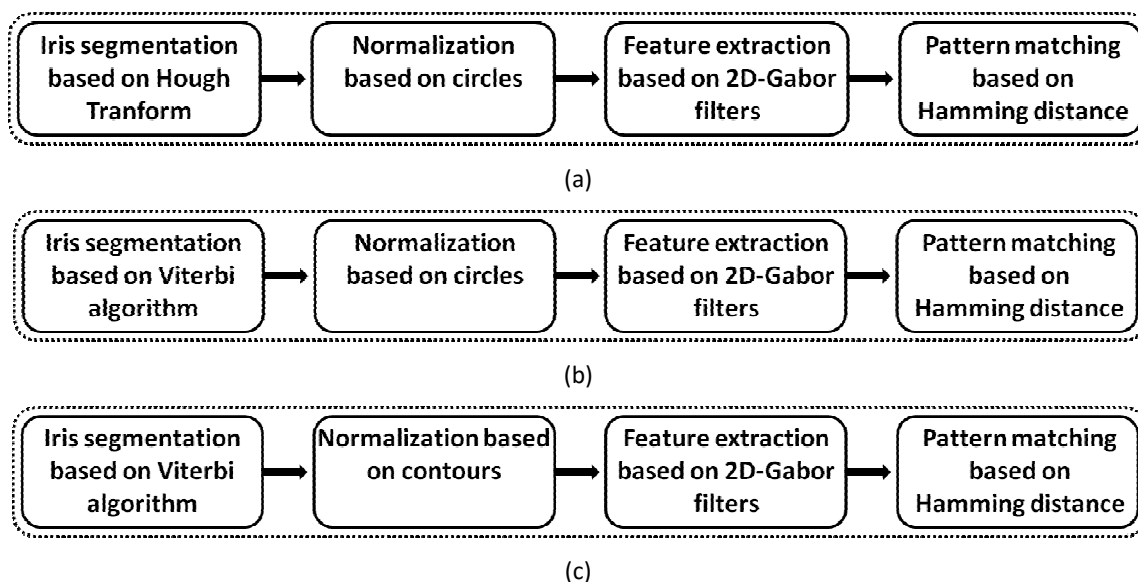 Iris segmentation
based on Hough
Tranform
Normalization
based on circles
Feature extraction
based on 2D-Gabor
filters
Pattern matching
based on
Hamming distance
(a)
Iris segmentation
based on Viterbi
algorithm
Normalization
based on circles
Feature extraction
based on 2D-Gabor
filters
Pattern matching
based on
Hamming distance
(b)
Iris segmentation
based on Viterbi
algorithm
Normalization based
on contours
Feature extraction
based on 2D-Gabor
filters
Pattern matching
based on
Hamming distance
(c)